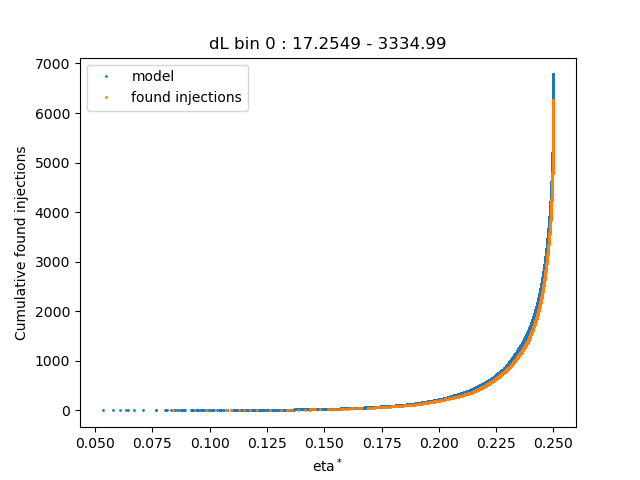 dL bin 0 : 17.2549 - 3334.99
model
found injections
Cumulative found injections
7000
6000
5000
4000
3000
2000
1000
0
0.050 0.075 0.100 0.125 0.150 0.175 0.200 0.225 0.250
eta*